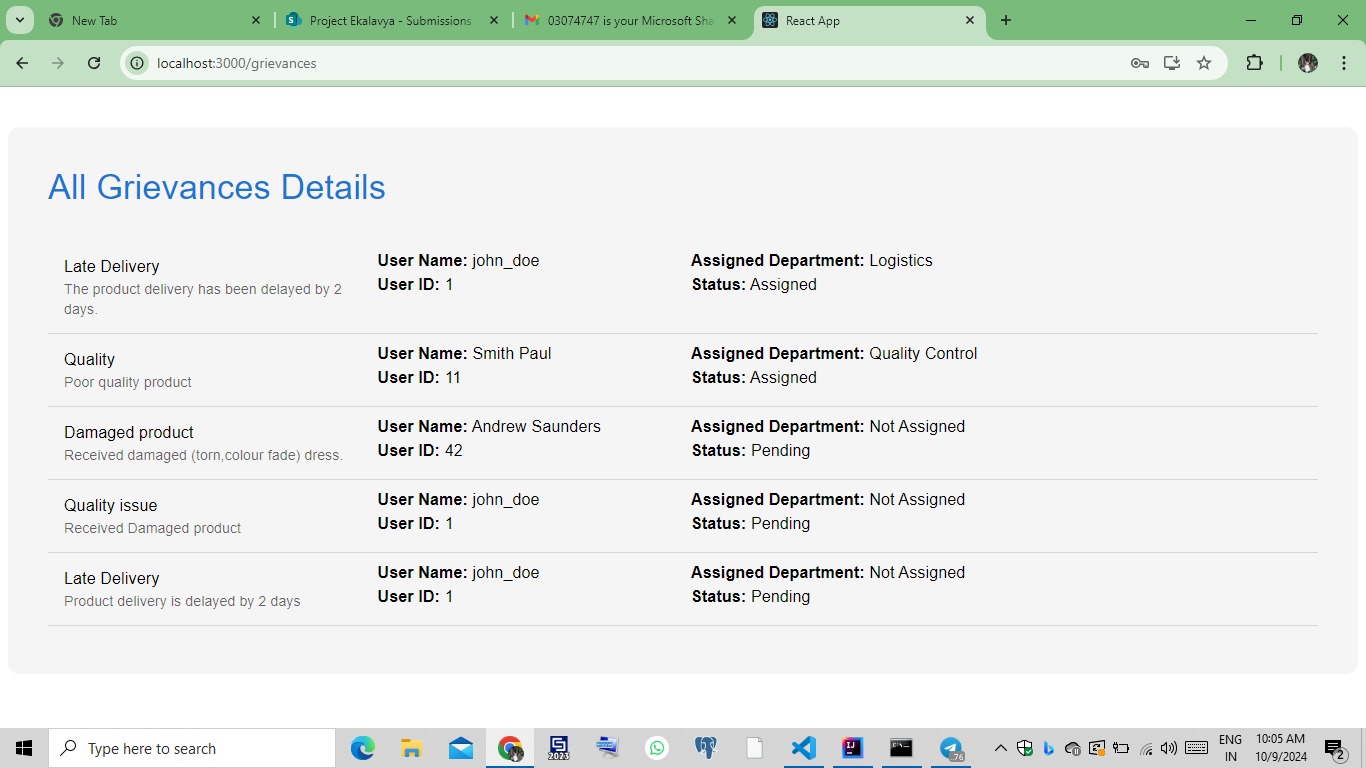 New Tab
Project Ekalavya - Submissions
03074747 is your Microsoft Sha
React App
localhost:3000/grievances
All Grievances Details
Late Delivery
The product delivery has been delayed by 2
days.
User Name: john_doe
User ID: 1
Assigned Department: Logistics
Status: Assigned
Quality
Poor quality product
User Name: Smith Paul
User ID: 11
Assigned Department: Quality Control
Status: Assigned
Damaged product
Received damaged (torn,colour fade) dress.
User Name: Andrew Saunders
User ID: 42
Assigned Department: Not Assigned
Status: Pending
Quality issue
Received Damaged product
User Name: john_doe
User ID: 1
Assigned Department: Not Assigned
Status: Pending
Late Delivery
Product delivery is delayed by 2 days
User Name: john_doe
User ID: 1
Assigned Department: Not Assigned
Status: Pending
Type here to search
2023
.76
ENG
IN
10:05 AM
10/9/2024
2